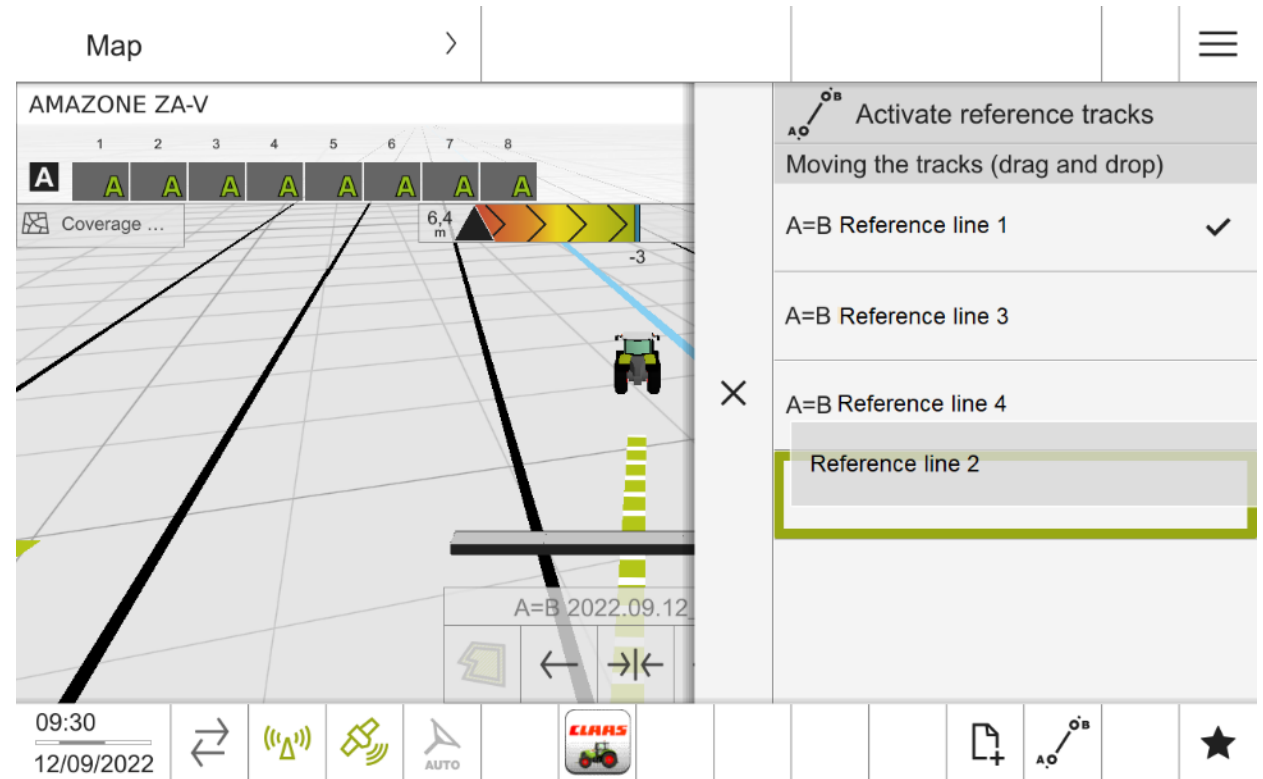 Map
AMAZONE ZA-V
1 2 3 4 5 6 7 8
A A A A A A A A A
Coverage ...
6,4
m
-3
A=B 2022.09.12_
Activate reference tracks
Moving the tracks (drag and drop)
A=B Reference line 1
A=B Reference line 3
A=B Reference line 4
Reference line 2
09:30
12/09/2022
AUTO
CLAAS
A B
A B